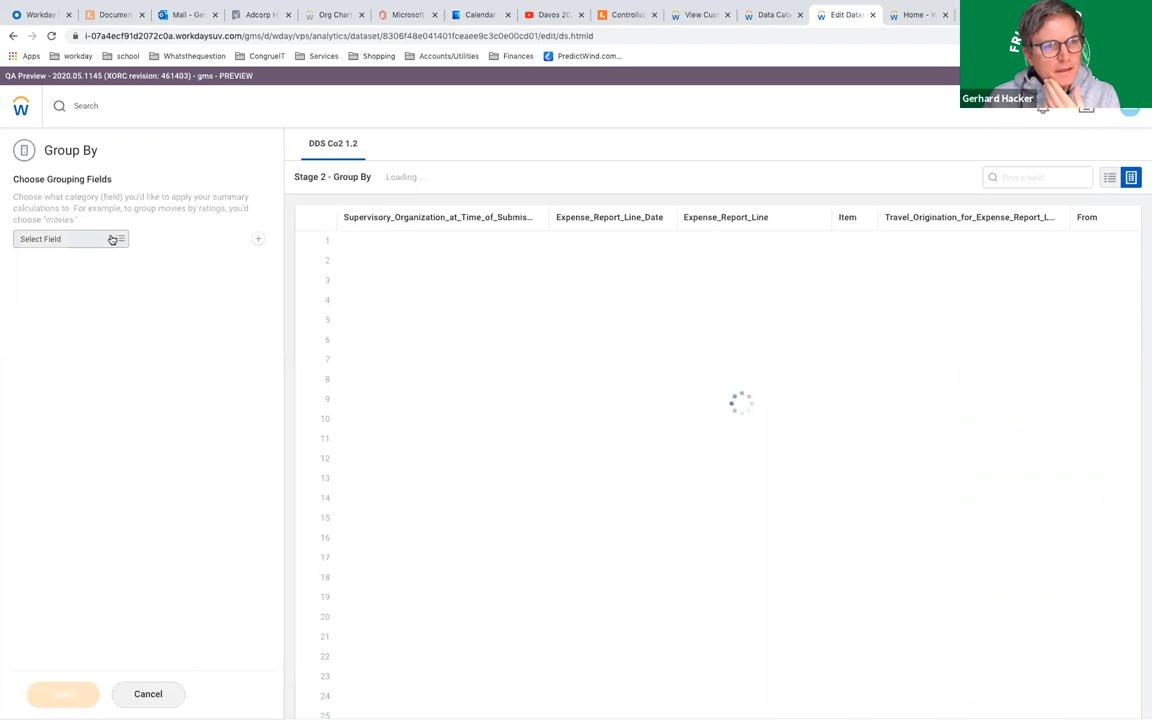 Workday
Documen
Mail - Ge
Adcorp H
Org Chart
Microsoft
Calendar
Davos 20
Controlla
View Cus
Data Cata
Edit Datas
Home - W
i-07a4ecf91d2072c0a.workdaysuv.com/gms/d/wday/vps/analytics/dataset/8306f48e041401fceaee9c3c0e00cd01/edit/ds.htmld
Apps workday school Whatsthequestion CongrueIT Services Shopping Accounts/Utilities Finances PredictWind.com...
QA Preview - 2020.05.1145 (XORC revision: 461403) - gms - PREVIEW
Gerhard Hacker
W Search
Group By
DDS Co2 1.2
Choose Grouping Fields
Stage 2 - Group By Loading ... Find a field
Choose what category (field) you'd like to apply your summary
calculations to. For example, to group movies by ratings, you'd
choose "movies."
Select Field
Supervisory_Organization_at_Time_of_Submis... Expense_Report_Line_Date Expense_Report_Line Item Travel_Origination_for_Expense_Report_L... From
1
2
3
4
5
6
7
8
9
10
11
12
13
14
15
16
17
18
19
20
21
22
23
24
25
Done Cancel